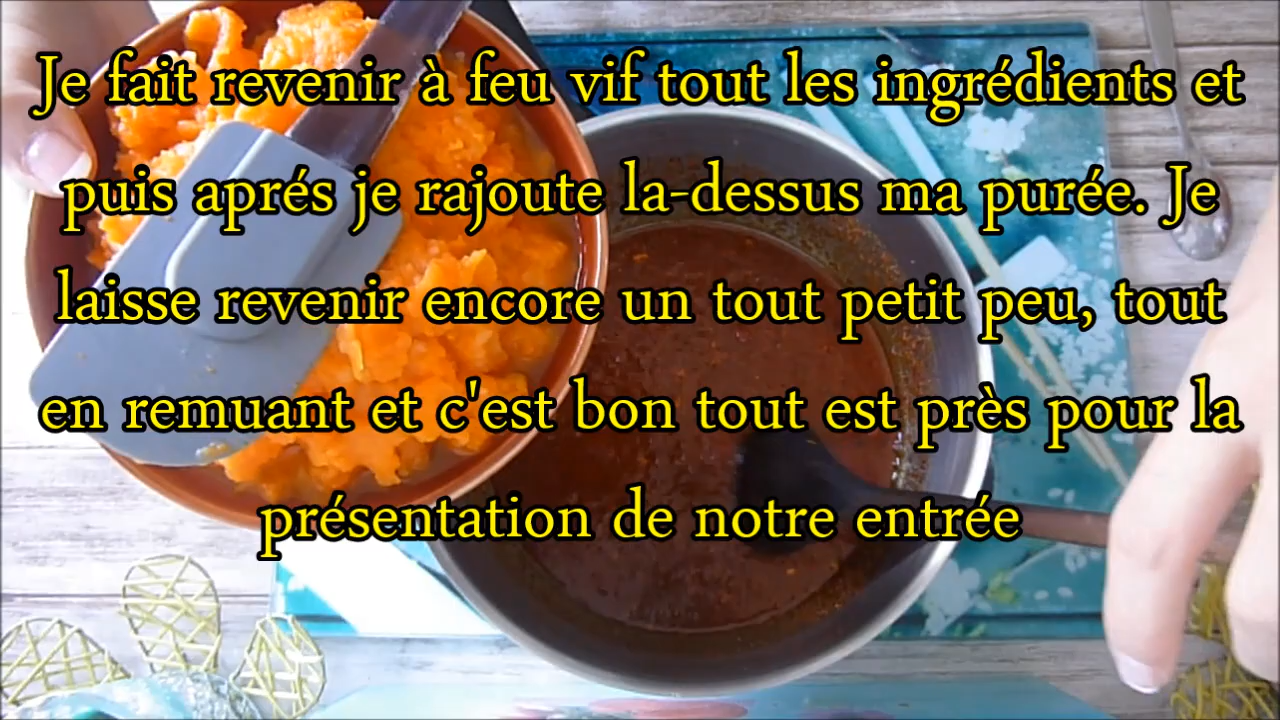 Je fait revenir à feu vif tout les ingrédients et
puis aprés je rajoute la-dessus ma purée. Je
laisse revenir encore un tout petit peu, tout
en remuant et c'est bon tout est près pour la
présentation de notre entrée